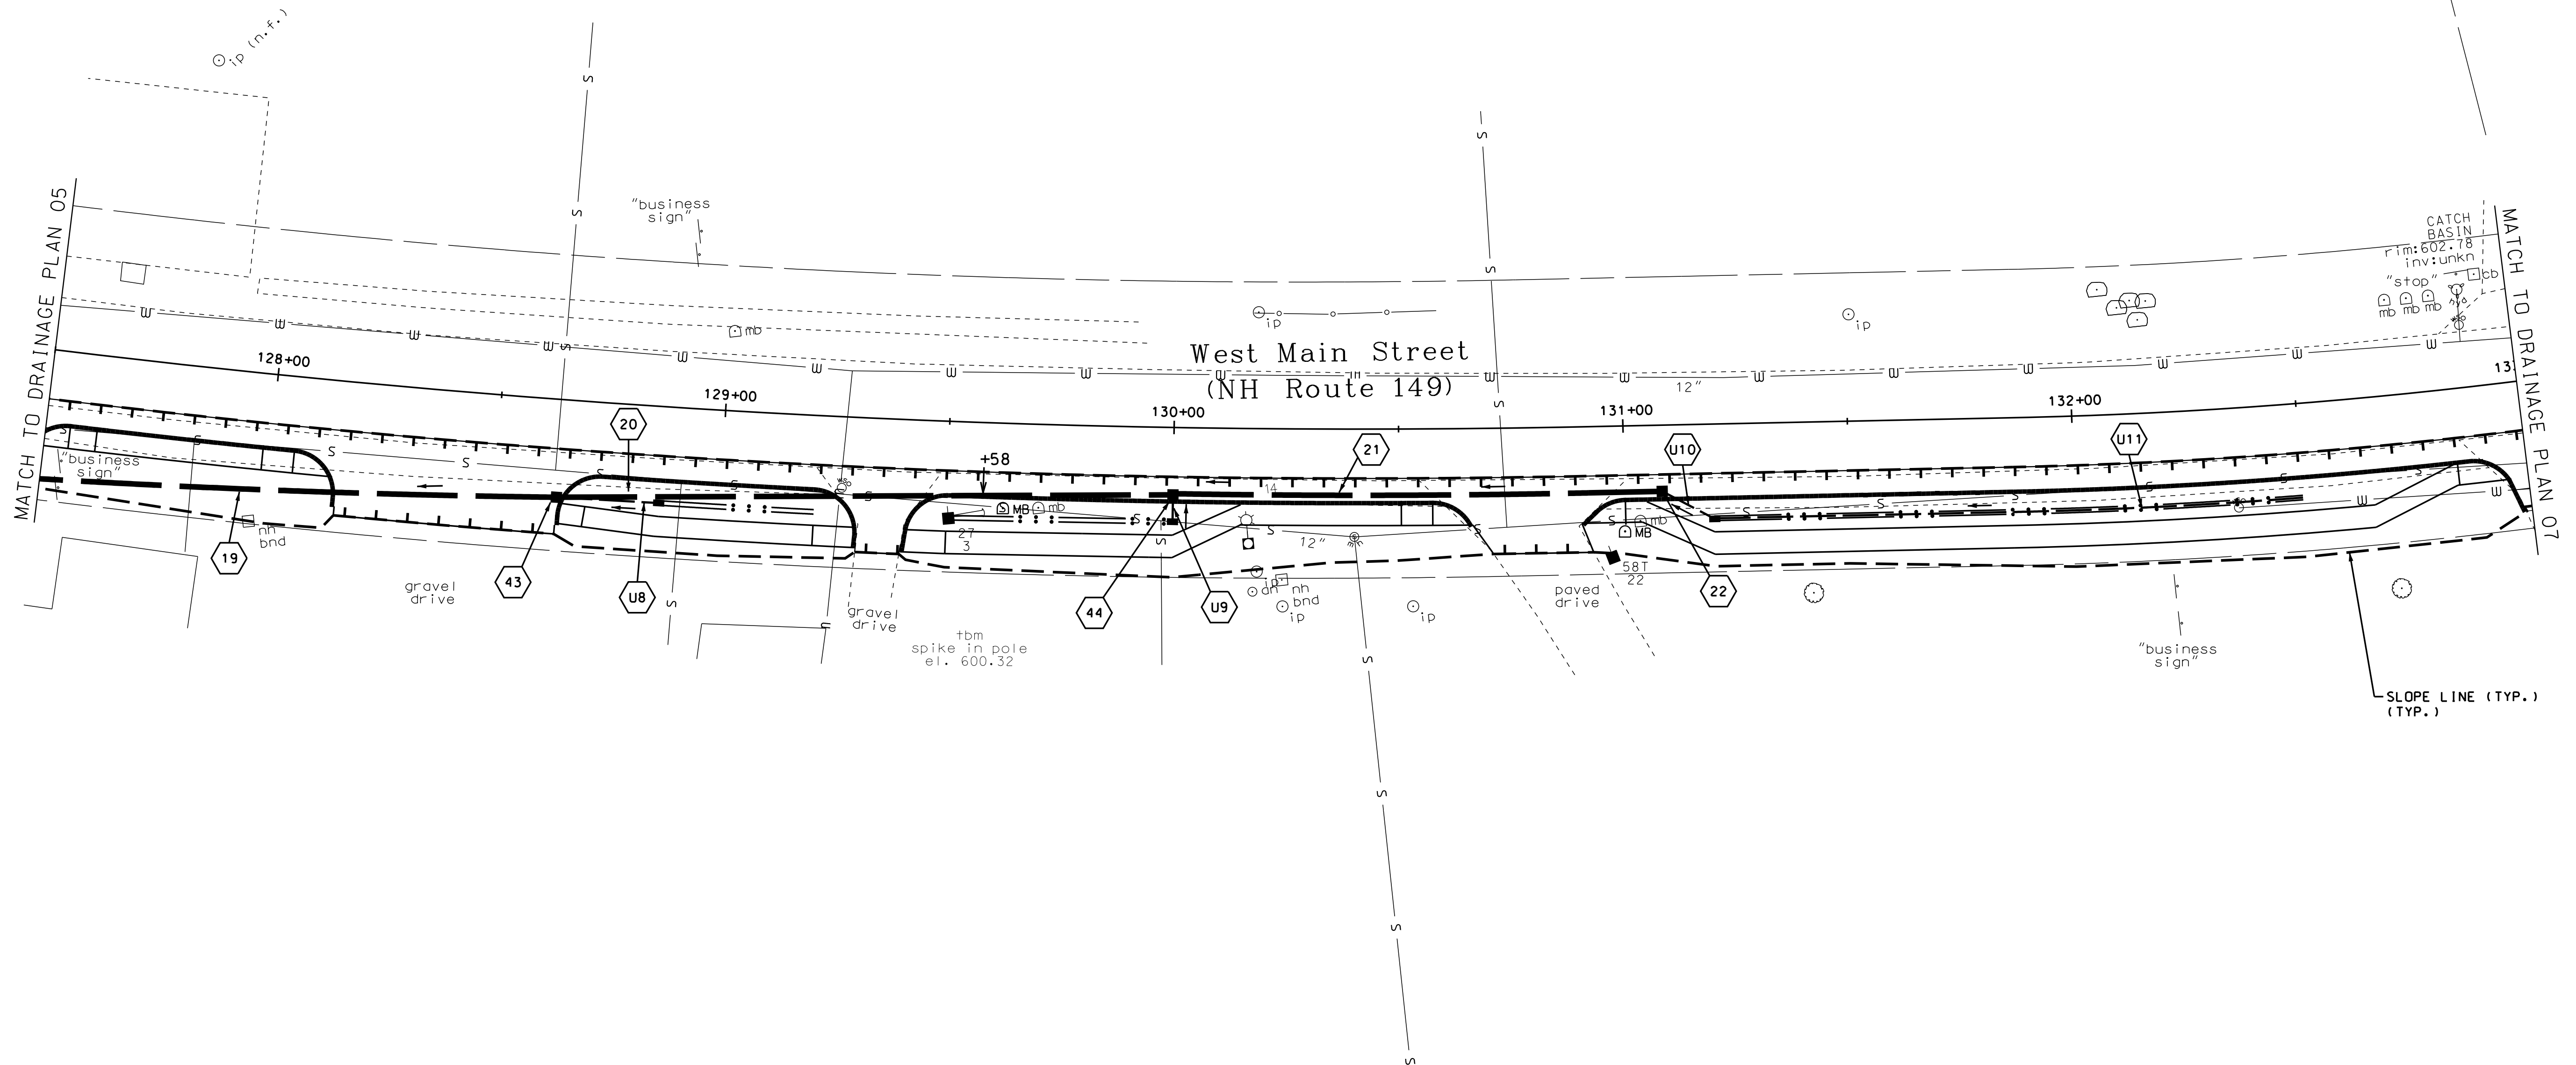 ip (n.f.)
S
S
S
S
MATCH TO DRAINAGE PLAN 05
"business
sign"
mb
W W W W W W W W W W W W W W W W W W
128+00
129+00
130+00
131+00
132+00
ip
West Main Street
(NH Route 149)
12"
ip
CATCH
BASIN
rim:602.78
inv:unkn
"stop"
cb
mb mb mb
MATCH TO DRAINAGE PLAN 07
"business
sign"
20
+58
21
U10
U11
14
MB
mb
27
3
12"
mb
MB
58T
22
nh
bnd
19
gravel
drive
43
U8
gravel
drive
tbm
spike in pole
el. 600.32
44
U9
nh
bnd
ip
ip
paved
drive
22
"business
sign"
SLOPE LINE (TYP.)
(TYP.)